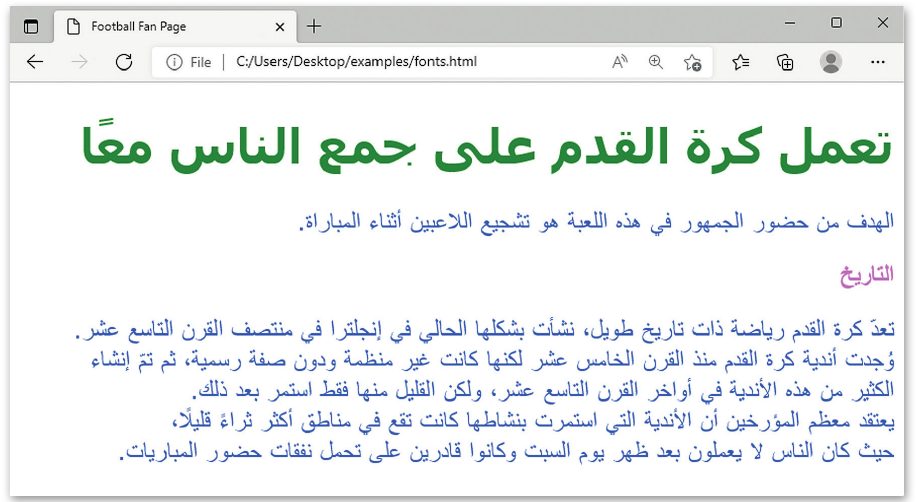 Football Fan Page
File
C:/Users/Desktop/examples/fonts.html
تعمل كرة القدم على جمع الناس معًا
الهدف من حضور الجمهور في هذه اللعبة هو تشجيع اللاعبين أثناء المباراة.
التاريخ
تعدّ كرة القدم رياضة ذات تاريخ طويل، نشأت بشكلها الحالي في إنجلترا في منتصف القرن التاسع عشر.
وُجدت أندية كرة القدم منذ القرن الخامس عشر لكنها كانت غير منظمة ودون صفة رسمية، ثم تمّ إنشاء
الكثير من هذه الأندية في أواخر القرن التاسع عشر، ولكن القليل منها فقط استمر بعد ذلك.
يعتقد معظم المؤرخين أن الأندية التي استمرت بنشاطها كانت تقع في مناطق أكثر ثراءً قليلًا،
حيث كان الناس لا يعملون بعد ظهر يوم السبت وكانوا قادرين على تحمل نفقات حضور المباريات.